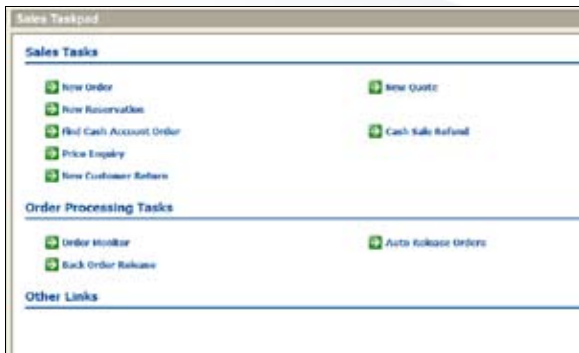 Sales Taskpad
Sales Tasks
New Order
New Quote
New Reservation
Find Cash Account Order
Cash Sale Refund
Price Enquiry
New Customer Return
Order Processing Tasks
Order Monitor
Auto Release Orders
Back Order Release
Other Links